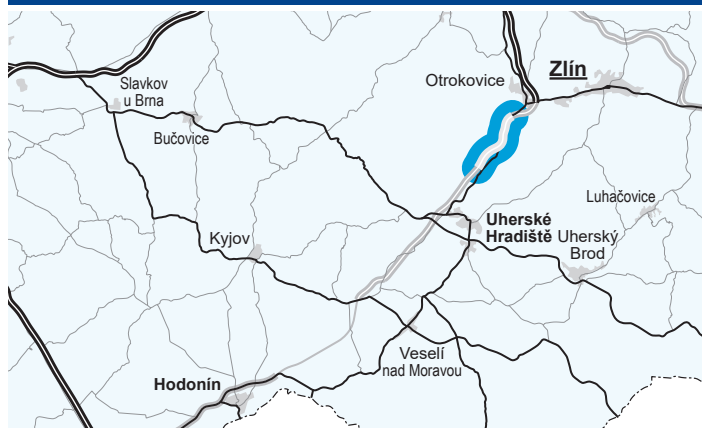 Zlín
Otrokovice
Slavkov
u Brna
Bučovice
Luhačovice
Uherské
Hradiště
Uherský
Brod
Kyjov
Veselí
nad Moravou
Hodonín